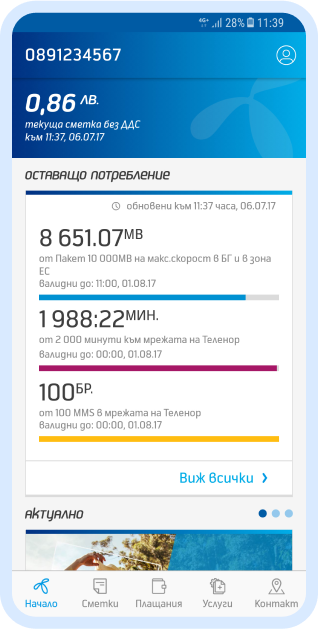 4G+ 28% 11:39
0891234567
0,86 ЛВ.
текуща сметка без ДДС
към 11:37, 06.07.17
ОСТАВАЩО ПОТРЕБЛЕНИЕ
обновени към 11:37 часа, 06.07.17
8 651.07MB
от Пакет 10 000MB на макс.скорост в БГ и в зона
ЕС
валидни до: 11:00, 01.08.17
1 988:22МИН.
от 2 000 минути към мрежата на Теленор
валидни до: 00:00, 01.08.17
100БР.
от 100 MMS в мрежата на Теленор
валидни до: 00:00, 01.08.17
Виж всички
АКТУАЛНО
Начало Сметки Плащания Услуги Контакт